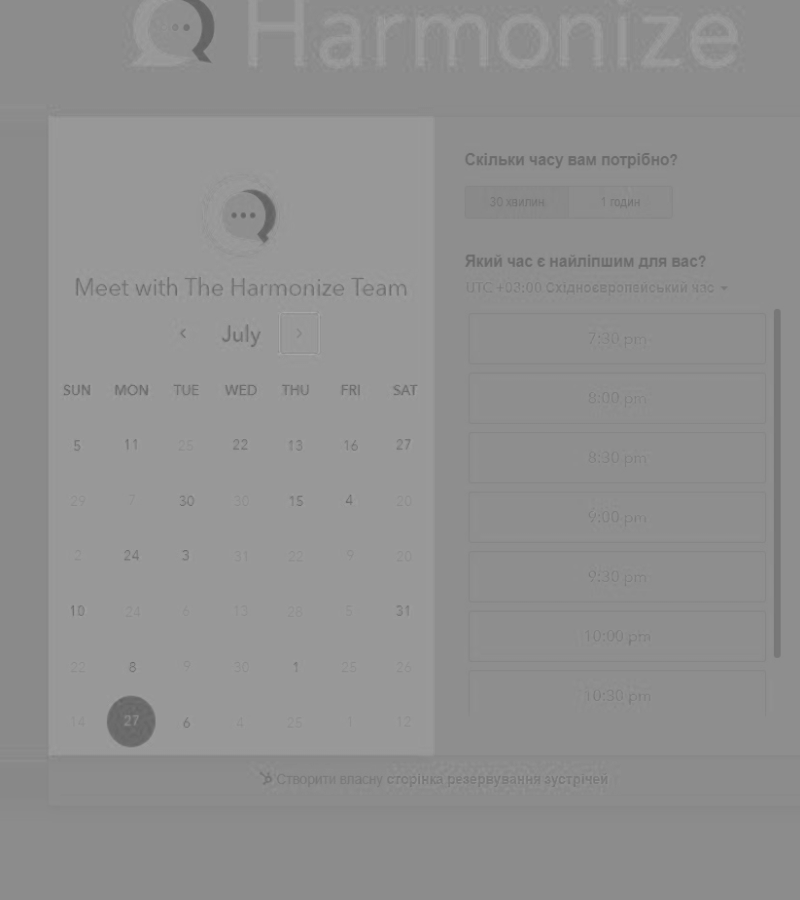 Harmonize
Meet with The Harmonize Team
July
SUN MON TUE WED THU FRI SAT
5 11 25 22 13 16 27
29 7 30 30 15 4 20
2 24 3 31 22 9 20
10 24 6 13 28 5 31
22 8 9 30 1 25 26
14 27 6 4 25 1 12
Скільки часу вам потрібно?
30 хвилин 1 годин
Який час є найліпшим для вас?
UTC +03:00 Східноєвропейський час
7:30 pm
8:00 pm
8:30 pm
9:00 pm
9:30 pm
10:00 pm
10:30 pm
Створити власну сторінка резервування зустрічей